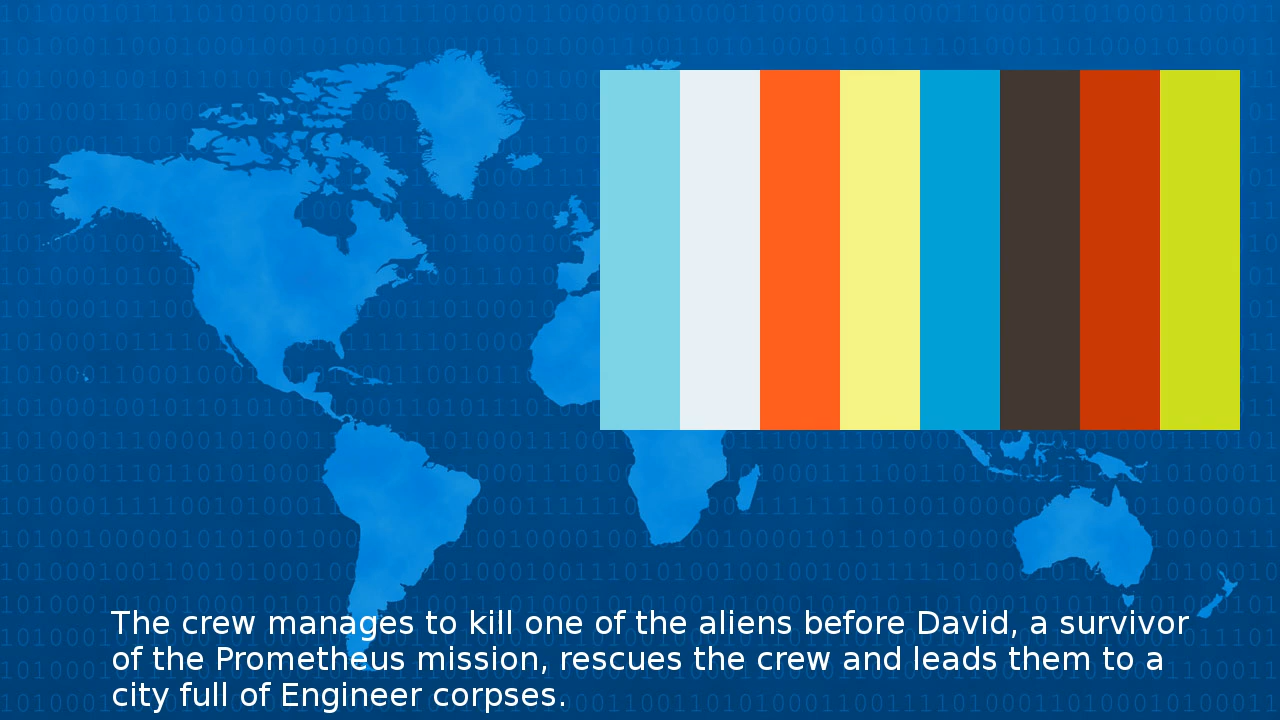 The crew manages to kill one of the aliens before David, a survivor
of the Prometheus mission, rescues the crew and leads them to a
city full of Engineer corpses.